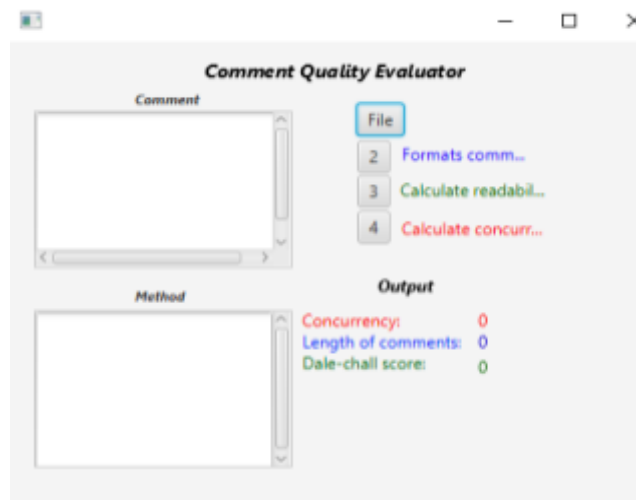 Comment Quality Evaluator
Comment
File
2 Formats comm...
3 Calculate readabil...
4 Calculate concurr...
Method
Output
Concurrency: 0
Length of comments: 0
Dale-chall score: 0